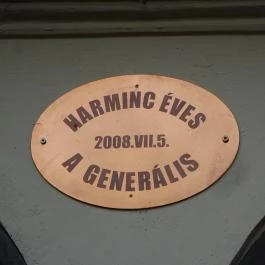 HARMINC ÉVES
2008.VII.5.
A GENERÁLIS